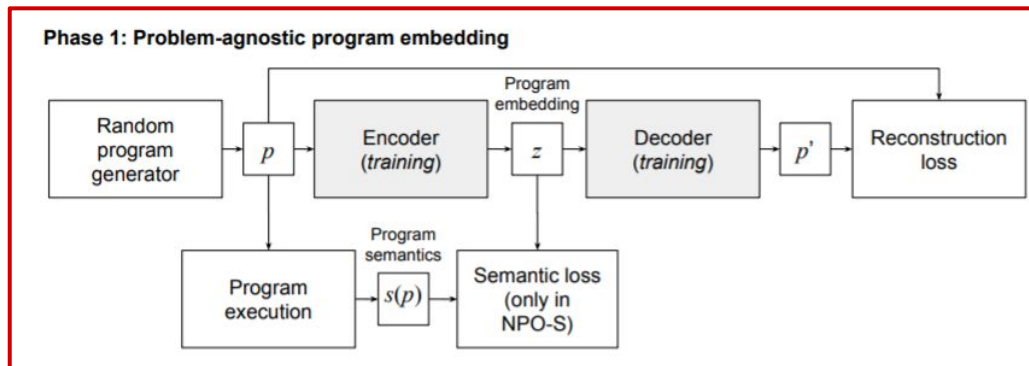 Phase 1: Problem-agnostic program embedding
Program
embedding
Random
program
generator
p
Encoder
(training)
z
Decoder
(training)
p'
Reconstruction
loss
Program
semantics
Program
execution
s(p)
Semantic loss
(only in
NPO-S)